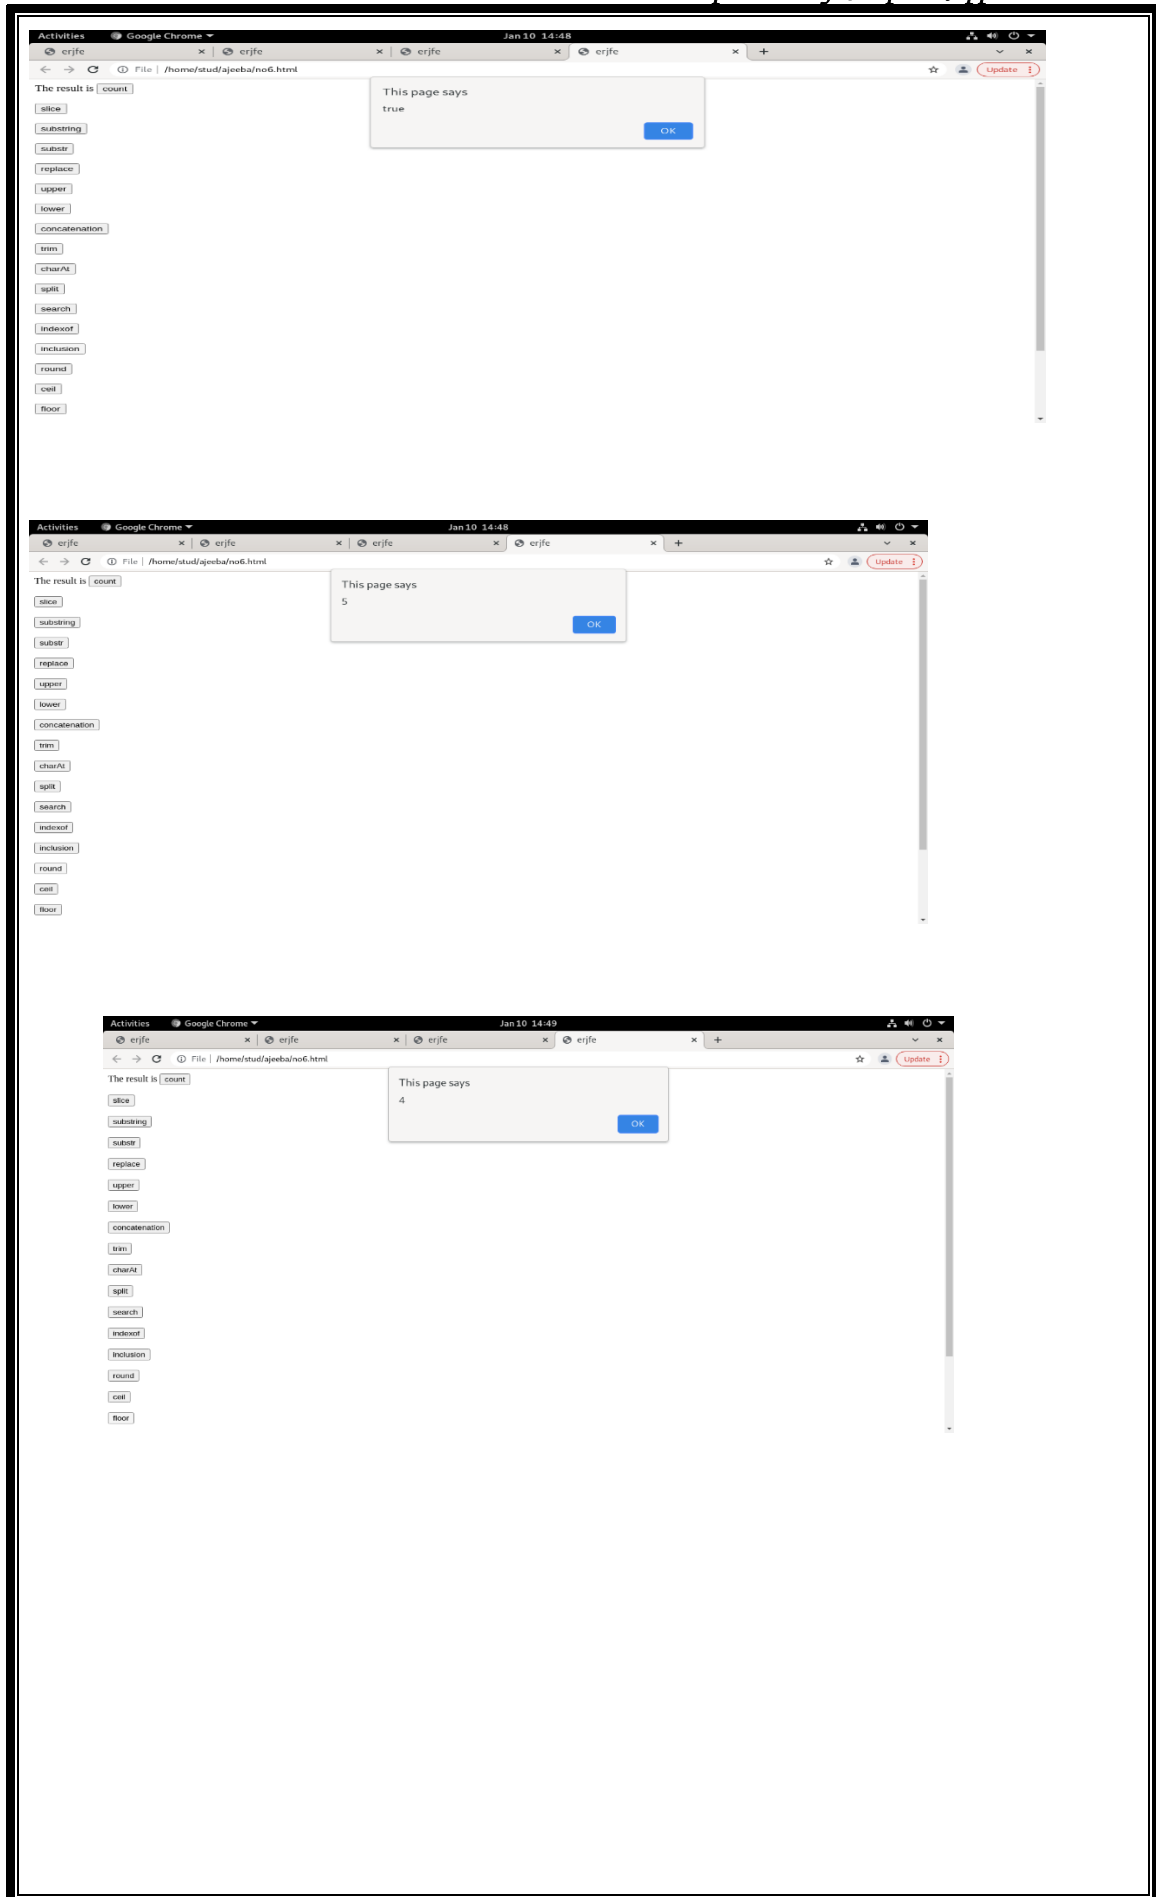 Activities Google Chrome Jan 10 14:48
erjfe erjfe erjfe erjfe
File /home/stud/ajeeba/no6.html Update
The result is count
This page says
true
OK
slice
substring
substr
replace
upper
lower
concatenation
trim
charAt
split
search
indexof
inclusion
round
ceil
floor
Activities Google Chrome Jan 10 14:48
erjfe erjfe erjfe erjfe
File /home/stud/ajeeba/no6.html Update
The result is count
This page says
5
OK
slice
substring
substr
replace
upper
lower
concatenation
trim
charAt
split
search
indexof
inclusion
round
ceil
floor
Activities Google Chrome Jan 10 14:49
erjfe erjfe erjfe erjfe
File /home/stud/ajeeba/no6.html Update
The result is count
This page says
4
OK
slice
substring
substr
replace
upper
lower
concatenation
trim
charAt
split
search
indexof
inclusion
round
ceil
floor